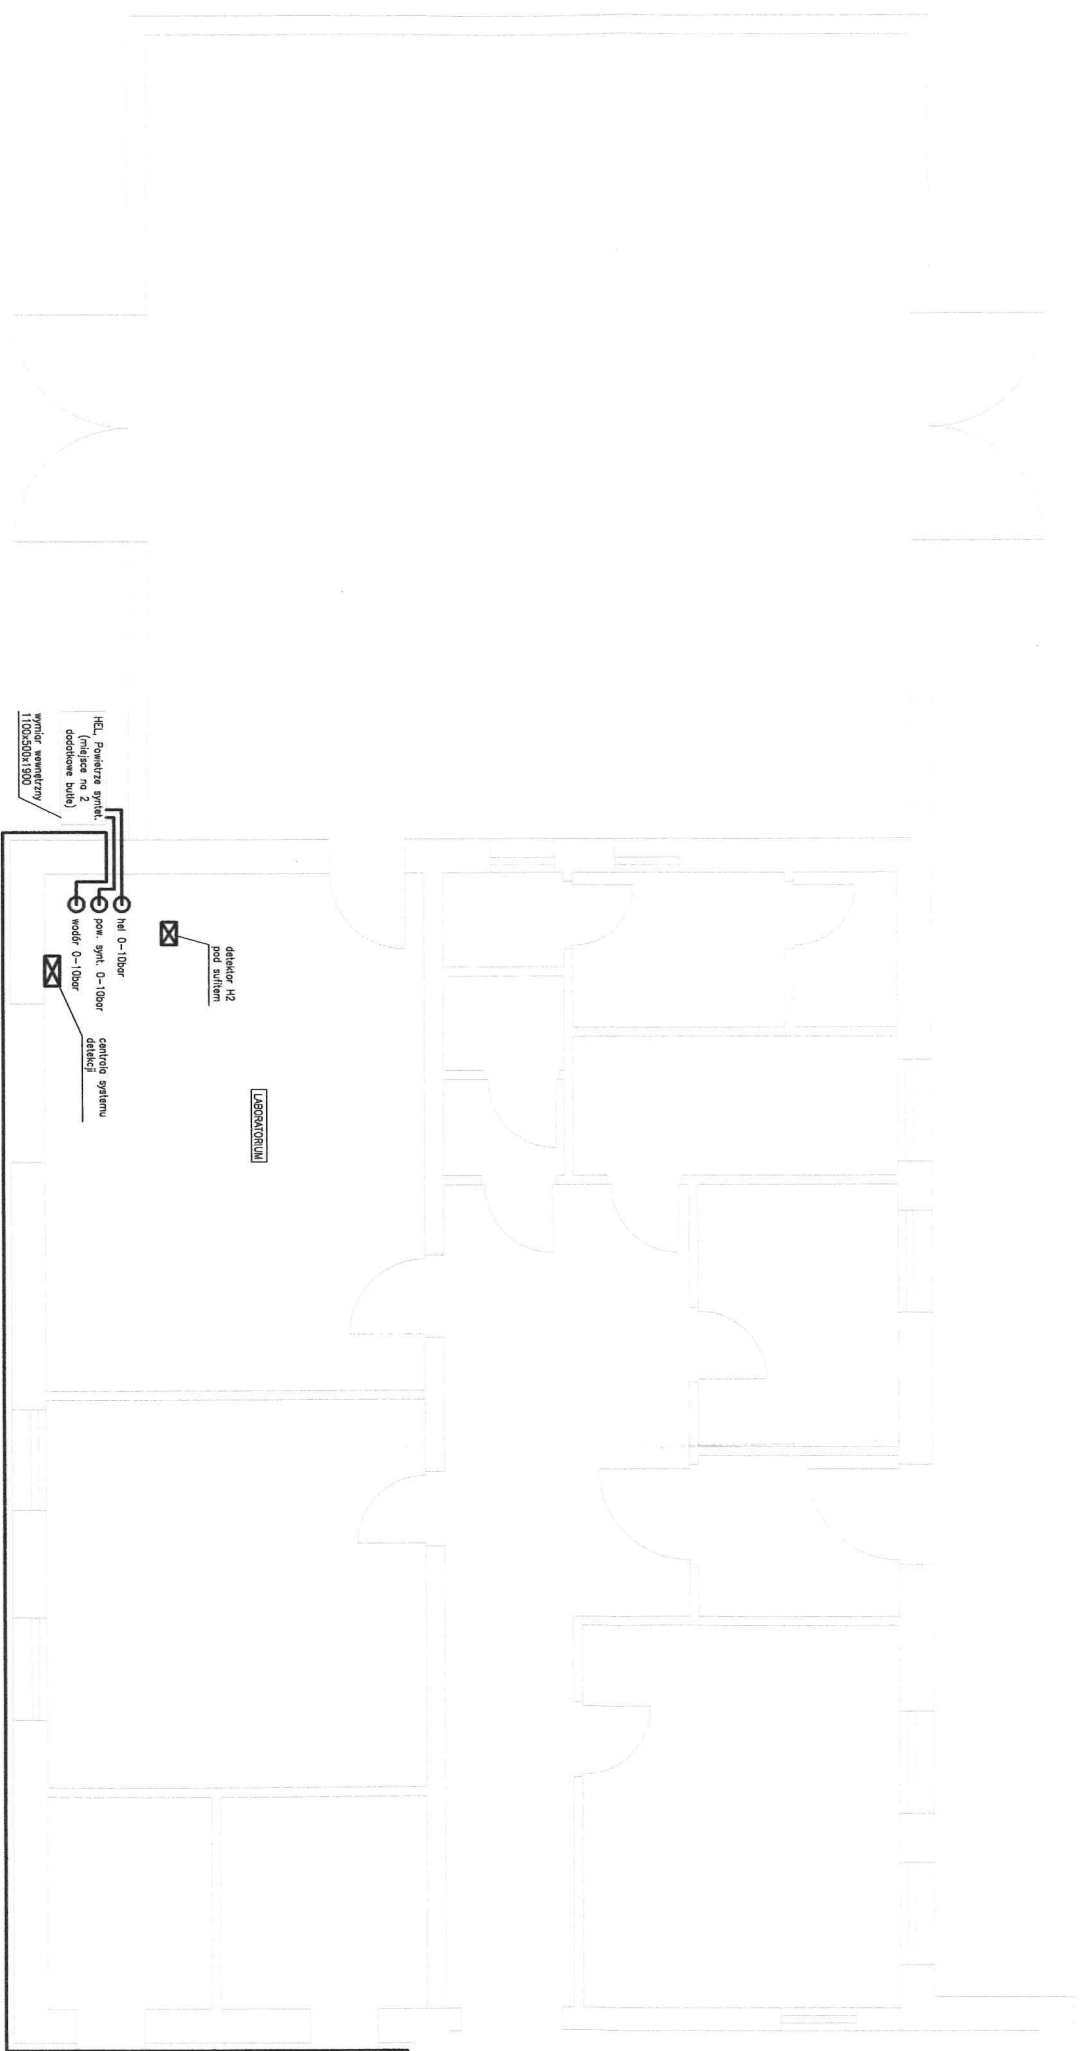 HEL, Powietrze syntet.
(miejsce na 2
dodatkowe butle)
wymiar wewnętrzny
1100x500x1900
hel 0-10bar
pow. synt. 0-10bar
wodór 0-10bar
detektor H2
pod sufitem
centrala systemu
detekcji
LABORATORIUM